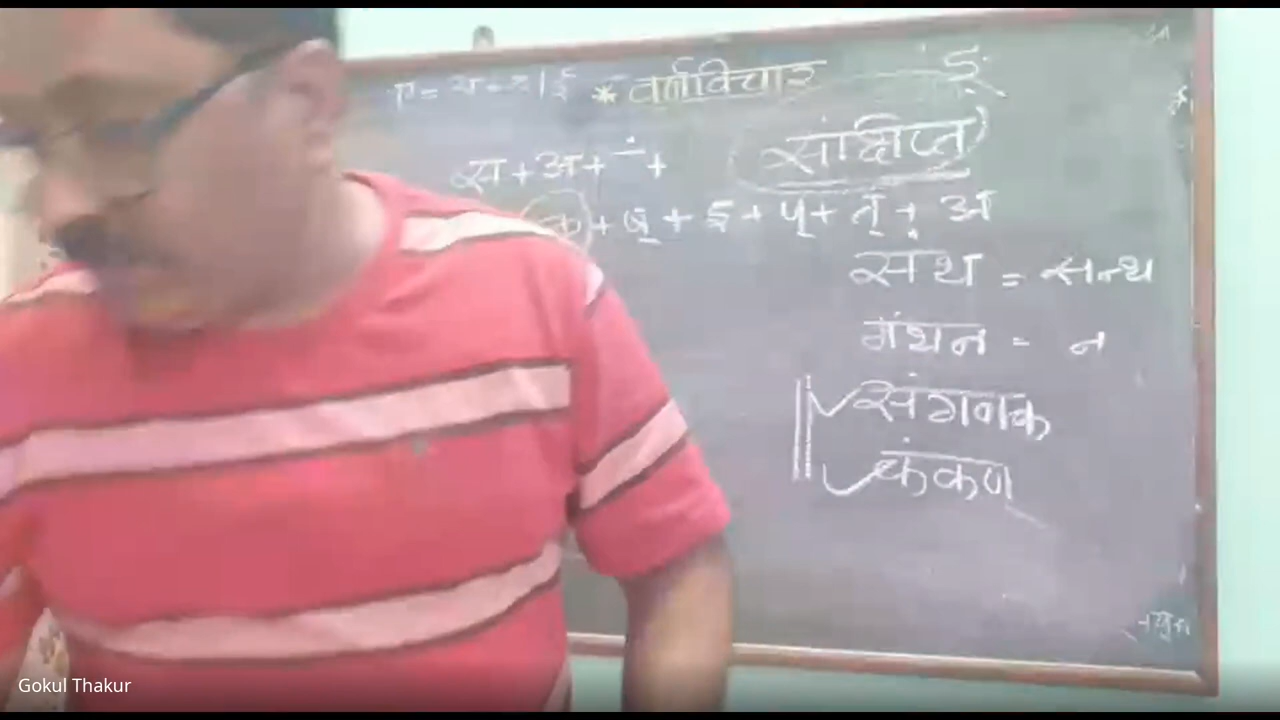 * वर्णविचार ङ्
(संक्षिप्त)
स + अ + ं +
क + ष् + इ + प् + त् + अ
संथ = सन्थ
मंथन = न
संगणक
कंकण
Gokul Thakur